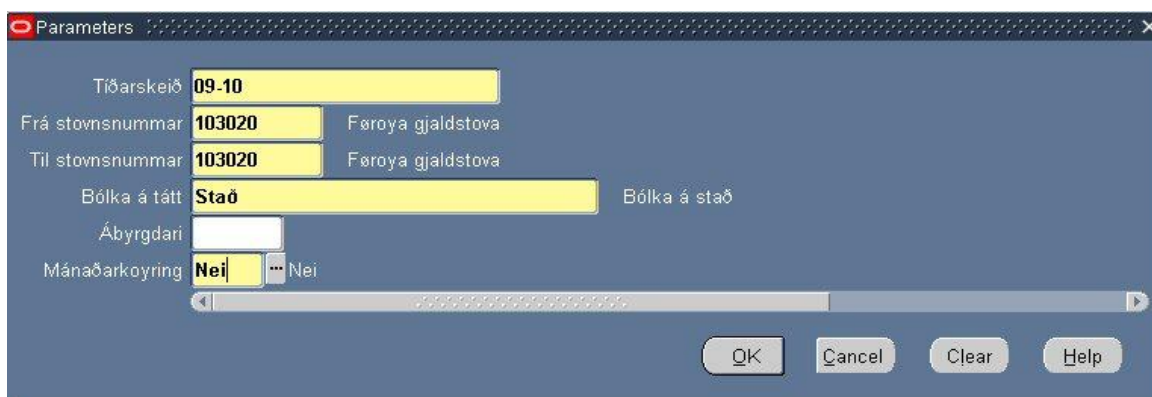 Parameters
Tíðarskeið 09-10
Frá stovnsnummar 103020 Føroya gjaldstova
Til stovnsnummar 103020 Føroya gjaldstova
Bólka á tátt Stað Bólka á stað
Ábyrgdari
Mánaðarkoyring Nei ... Nei
OK Cancel Clear Help